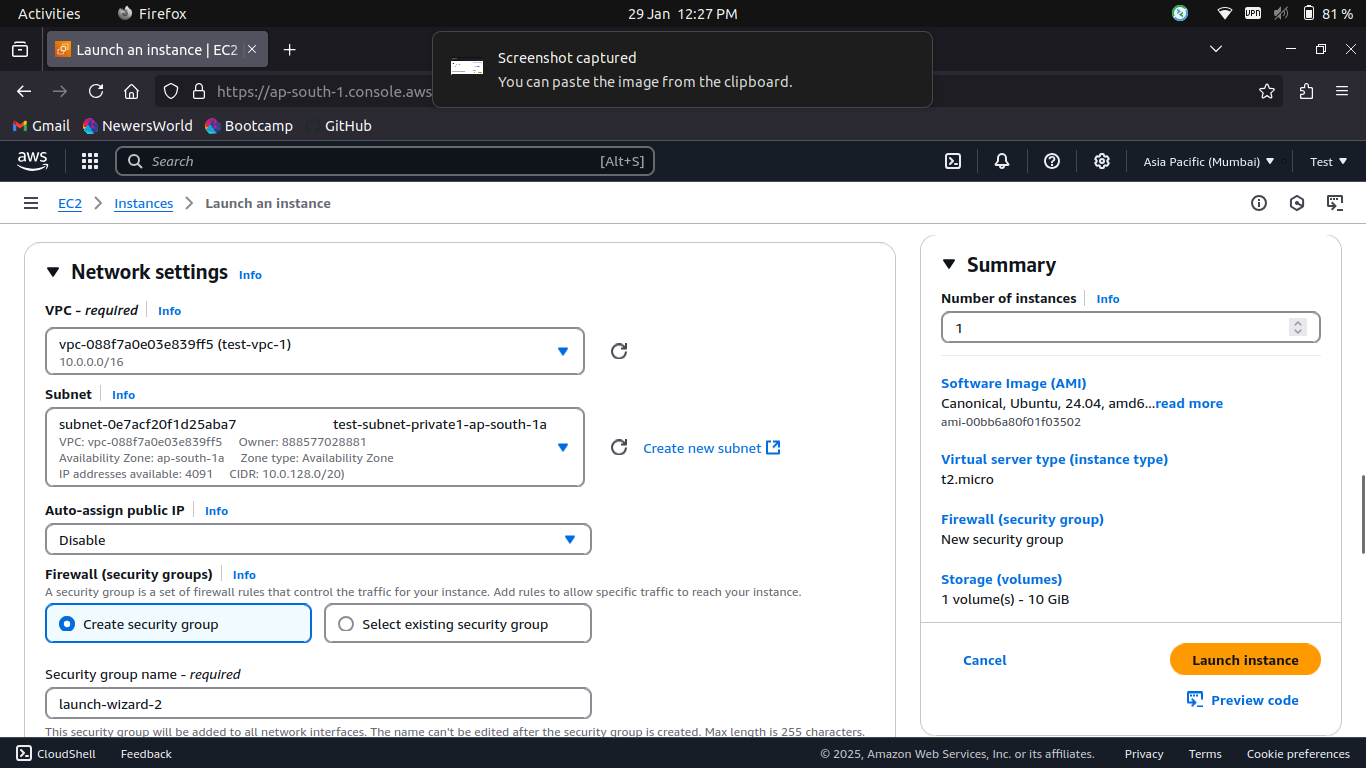 Activities Firefox 29 Jan 12:27 PM VPN 81 %
Launch an instance | EC2
Screenshot captured
You can paste the image from the clipboard.
https://ap-south-1.console.aws
Gmail NewersWorld Bootcamp GitHub
aws Search [Alt+S] Asia Pacific (Mumbai) Test
EC2 Instances Launch an instance
Network settings Info
VPC - required Info
vpc-088f7a0e03e839ff5 (test-vpc-1)
10.0.0.0/16
Subnet Info
subnet-0e7acf20f1d25aba7 test-subnet-private1-ap-south-1a
VPC: vpc-088f7a0e03e839ff5 Owner: 888577028881
Availability Zone: ap-south-1a Zone type: Availability Zone
IP addresses available: 4091 CIDR: 10.0.128.0/20)
Create new subnet
Auto-assign public IP Info
Disable
Firewall (security groups) Info
A security group is a set of firewall rules that control the traffic for your instance. Add rules to allow specific traffic to reach your instance.
Create security group Select existing security group
Security group name - required
launch-wizard-2
This security group will be added to all network interfaces. The name can't be edited after the security group is created. Max length is 255 characters.
Summary
Number of instances Info
1
Software Image (AMI)
Canonical, Ubuntu, 24.04, amd6...read more
ami-00bb6a80f01f03502
Virtual server type (instance type)
t2.micro
Firewall (security group)
New security group
Storage (volumes)
1 volume(s) - 10 GiB
Cancel Launch instance
Preview code
CloudShell Feedback © 2025, Amazon Web Services, Inc. or its affiliates. Privacy Terms Cookie preferences